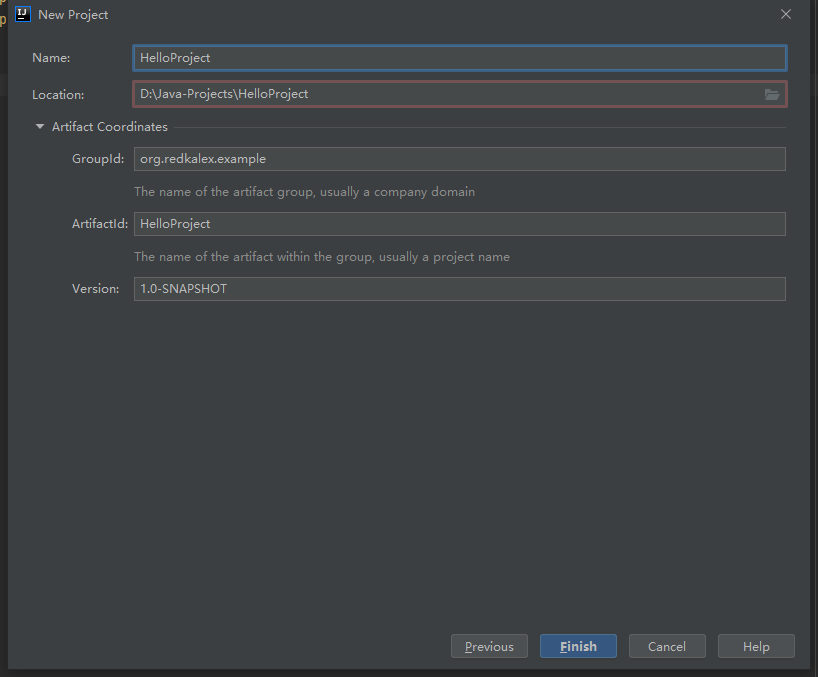 New Project
Name: HelloProject
Location: D:\Java-Projects\HelloProject
Artifact Coordinates
GroupId: org.redkalex.example
The name of the artifact group, usually a company domain
ArtifactId: HelloProject
The name of the artifact within the group, usually a project name
Version: 1.0-SNAPSHOT
Previous Finish Cancel Help